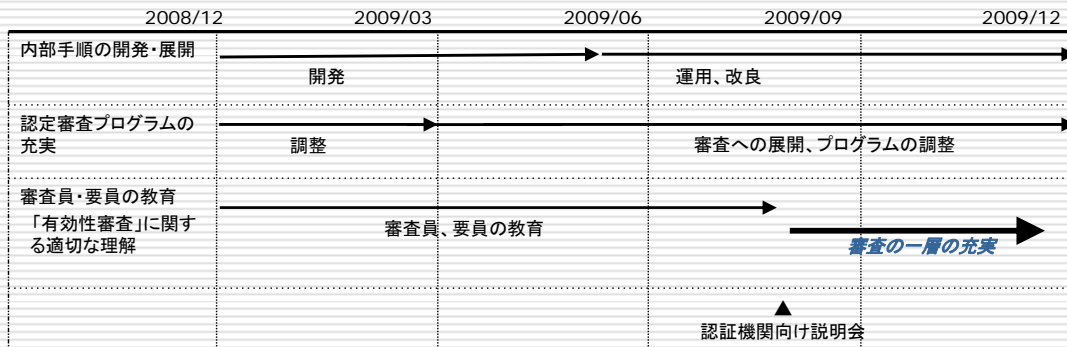 2008/12 2009/03 2009/06 2009/09 2009/12
内部手順の開発・展開
開発 運用、改良
認定審査プログラムの
充実
調整 審査への展開、プログラムの調整
審査員・要員の教育
「有効性審査」に関す
る適切な理解
審査員、要員の教育
審査の一層の充実
認証機関向け説明会